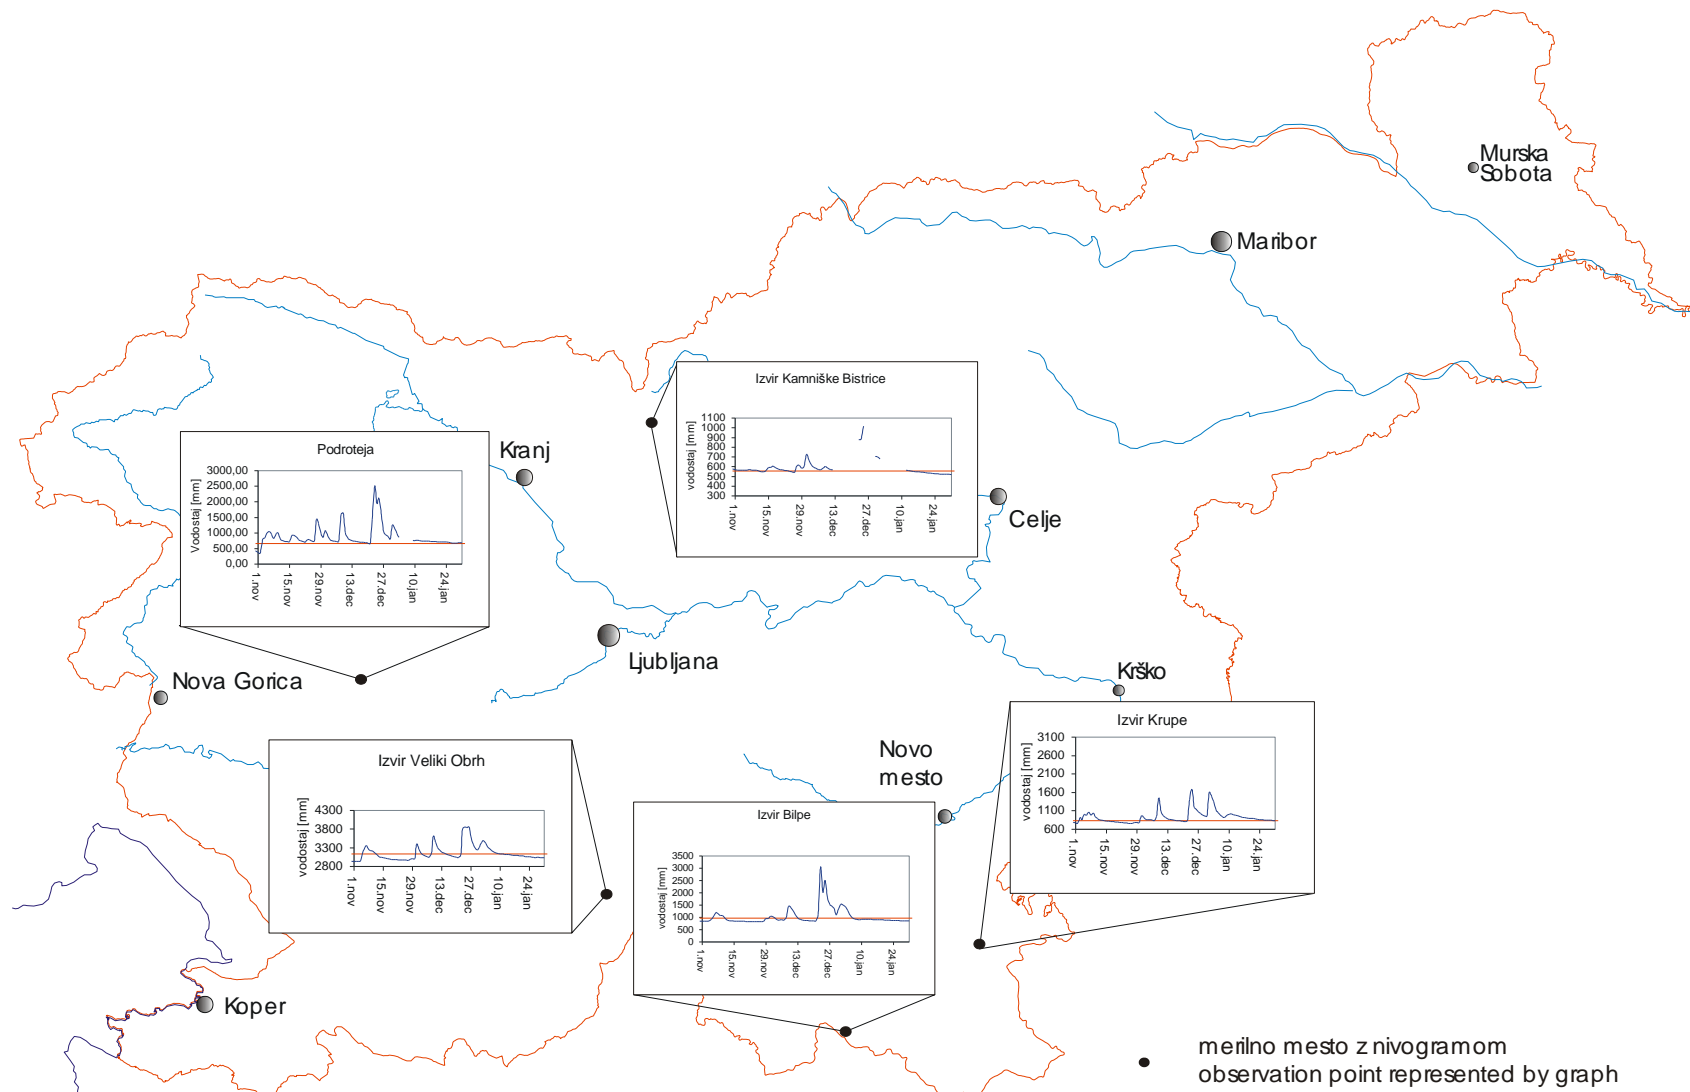 Murska
Sobota
Maribor
Izvir Kamniške Bistrice
vodostaj [mm]
1100
1000
900
800
700
600
500
400
300
1.nov
15.nov
29.nov
13.dec
27.dec
10.jan
24.jan
Kranj
Celje
Podroteja
Vodostaj [mm]
3000,00
2500,00
2000,00
1500,00
1000,00
500,00
0,00
1.nov
15.nov
29.nov
13.dec
27.dec
10.jan
24.jan
Ljubljana
Nova Gorica
Krško
Izvir Krupe
vodostaj [mm]
3100
2600
2100
1600
1100
600
1.nov
15.nov
29.nov
13.dec
27.dec
10.jan
24.jan
Novo
mesto
Izvir Veliki Obrh
vodostaj [mm]
4300
3800
3300
2800
1.nov
15.nov
29.nov
13.dec
27.dec
10.jan
24.jan
Izvir Bilpe
vodostaj [mm]
3500
3000
2500
2000
1500
1000
500
0
1.nov
15.nov
29.nov
13.dec
27.dec
10.jan
24.jan
Koper
merilno mesto z nivogramom
observation point represented by graph